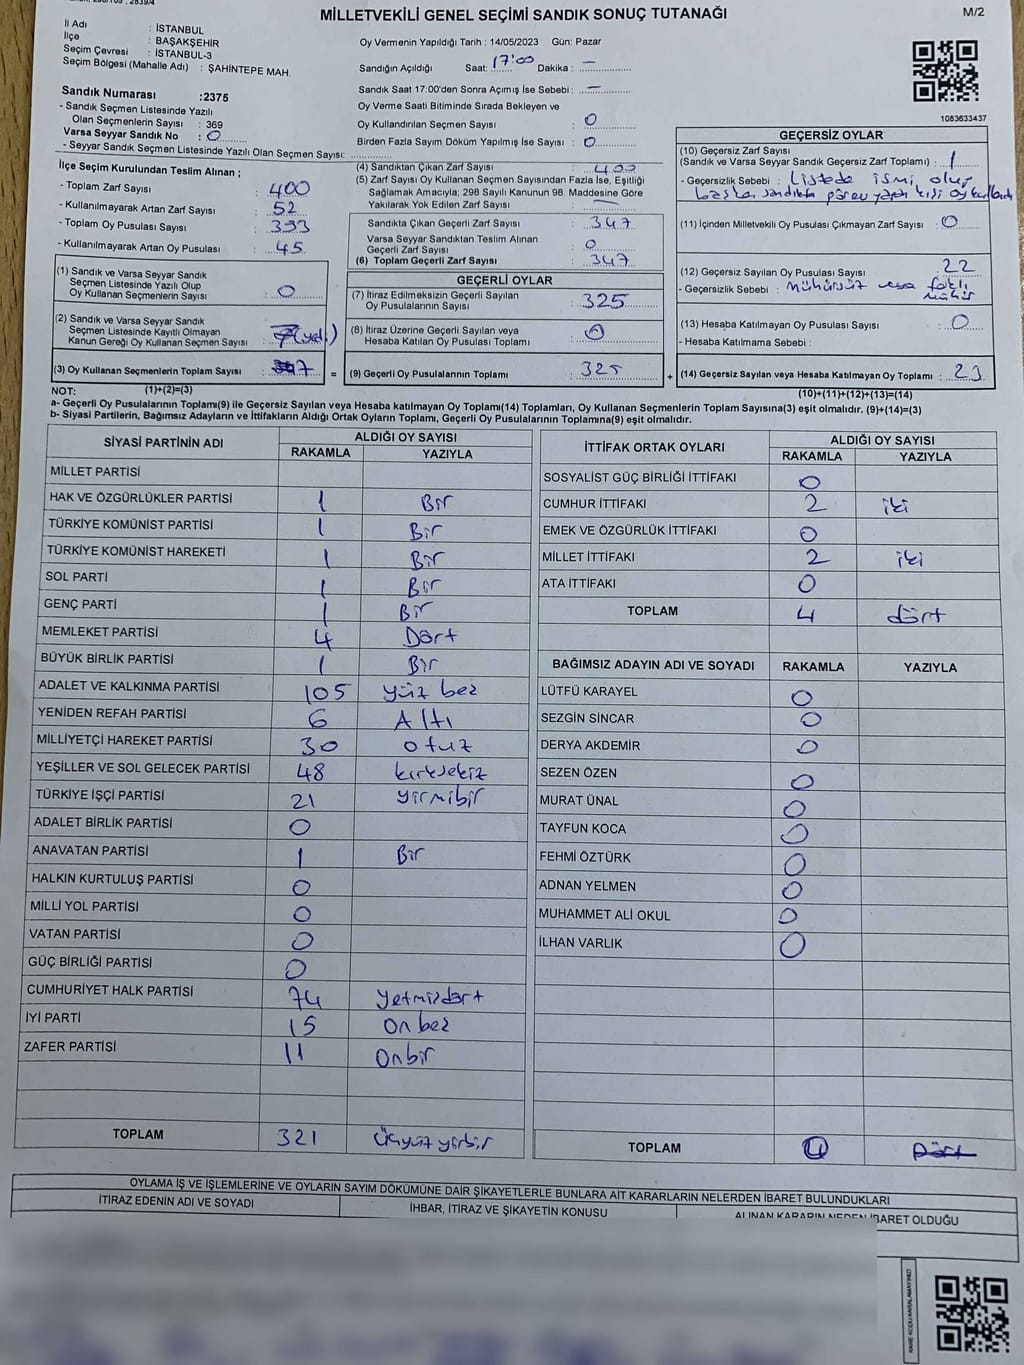 MİLLETVEKİLİ GENEL SEÇİMİ SANDIK SONUÇ TUTANAĞI
M/2
İl Adı : İSTANBUL
İlçe : BAŞAKŞEHİR
Seçim Çevresi : İSTANBUL-3
Seçim Bölgesi (Mahalle Adı) : ŞAHİNTEPE MAH.
Oy Vermenin Yapıldığı Tarih : 14/05/2023 Gün: Pazar
Sandığın Açıldığı Saat: 17:00 Dakika : —
Sandık Saat 17:00'den Sonra Açımış İse Sebebi : —
Oy Verme Saati Bitiminde Sırada Bekleyen ve
Oy Kullandırılan Seçmen Sayısı : 0
Birden Fazla Sayım Döküm Yapılmış İse Sayısı : 0
1083633437
Sandık Numarası :2375
- Sandık Seçmen Listesinde Yazılı
Olan Seçmenlerin Sayısı : 369
Varsa Seyyar Sandık No : 0
- Seyyar Sandık Seçmen Listesinde Yazılı Olan Seçmen Sayısı:
İlçe Seçim Kurulundan Teslim Alınan ;
- Toplam Zarf Sayısı : 400
- Kullanılmayarak Artan Zarf Sayısı : 52
- Toplam Oy Pusulası Sayısı : 393
- Kullanılmayarak Artan Oy Pusulası : 45
(1) Sandık ve Varsa Seyyar Sandık
Seçmen Listesinde Yazılı Olup
Oy Kullanan Seçmenlerin Sayısı : 0
(2) Sandık ve Varsa Seyyar Sandık
Seçmen Listesinde Kayıtlı Olmayan
Kanun Gereği Oy Kullanan Seçmen Sayısı : 7 (yedi)
(3) Oy Kullanan Seçmenlerin Toplam Sayısı :
(1)+(2)=(3)
(4) Sandıktan Çıkan Zarf Sayısı : 400
(5) Zarf Sayısı Oy Kullanan Seçmen Sayısından Fazla İse, Eşitliği
Sağlamak Amacıyla; 298 Sayılı Kanunun 98. Maddesine Göre
Yakılarak Yok Edilen Zarf Sayısı : —
Sandıkta Çıkan Geçerli Zarf Sayısı : 347
Varsa Seyyar Sandıktan Teslim Alınan
Geçerli Zarf Sayısı : 0
(6) Toplam Geçerli Zarf Sayısı : 347
GEÇERLİ OYLAR
(7) İtiraz Edilmeksizin Geçerli Sayılan
Oy Pusulalarının Sayısı : 325
(8) İtiraz Üzerine Geçerli Sayılan veya
Hesaba Katılan Oy Pusulası Toplamı : 0
= (9) Geçerli Oy Pusulalarının Toplamı : 325 +
GEÇERSİZ OYLAR
(10) Geçersiz Zarf Sayısı
(Sandık ve Varsa Seyyar Sandık Geçersiz Zarf Toplamı) : 1
- Geçersizlik Sebebi : Listede ismi olup
başka sandıkta görev yapan kişi oy kullandı
(11) İçinden Milletvekili Oy Pusulası Çıkmayan Zarf Sayısı : 0
(12) Geçersiz Sayılan Oy Pusulası Sayısı : 22
- Geçersizlik Sebebi : mühürsüz veya farklı
mühür
(13) Hesaba Katılmayan Oy Pusulası Sayısı : 0
- Hesaba Katılmama Sebebi :
(14) Geçersiz Sayılan veya Hesaba Katılmayan Oy Toplamı : 23
(10)+(11)+(12)+(13)=(14)
NOT:
a- Geçerli Oy Pusulalarının Toplamı(9) ile Geçersiz Sayılan veya Hesaba katılmayan Oy Toplamı(14) Toplamları, Oy Kullanan Seçmenlerin Toplam Sayısına(3) eşit olmalıdır. (9)+(14)=(3)
b- Siyasi Partilerin, Bağımsız Adayların ve İttifakların Aldığı Ortak Oyların Toplamı, Geçerli Oy Pusulalarının Toplamına(9) eşit olmalıdır.
SİYASİ PARTİNİN ADI ALDIĞI OY SAYISI
RAKAMLA YAZIYLA
MİLLET PARTİSİ
HAK VE ÖZGÜRLÜKLER PARTİSİ 1 Bir
TÜRKİYE KOMÜNİST PARTİSİ 1 Bir
TÜRKİYE KOMÜNİST HAREKETİ 1 Bir
SOL PARTİ 1 Bir
GENÇ PARTİ 1 Bir
MEMLEKET PARTİSİ 4 Dört
BÜYÜK BİRLİK PARTİSİ 1 Bir
ADALET VE KALKINMA PARTİSİ 105 yüz beş
YENİDEN REFAH PARTİSİ 6 Altı
MİLLİYETÇİ HAREKET PARTİSİ 30 otuz
YEŞİLLER VE SOL GELECEK PARTİSİ 48 kırksekiz
TÜRKİYE İŞÇİ PARTİSİ 21 yirmibir
ADALET BİRLİK PARTİSİ 0
ANAVATAN PARTİSİ 1 Bir
HALKIN KURTULUŞ PARTİSİ 0
MİLLİ YOL PARTİSİ 0
VATAN PARTİSİ 0
GÜÇ BİRLİĞİ PARTİSİ 0
CUMHURİYET HALK PARTİSİ 74 yetmişdört
İYİ PARTİ 15 On beş
ZAFER PARTİSİ 11 Onbir
TOPLAM 321
İTTİFAK ORTAK OYLARI ALDIĞI OY SAYISI
RAKAMLA YAZIYLA
SOSYALİST GÜÇ BİRLİĞİ İTTİFAKI 0
CUMHUR İTTİFAKI 2 iki
EMEK VE ÖZGÜRLÜK İTTİFAKI 0
MİLLET İTTİFAKI 2 iki
ATA İTTİFAKI 0
TOPLAM 4 dört
BAĞIMSIZ ADAYIN ADI VE SOYADI RAKAMLA YAZIYLA
LÜTFÜ KARAYEL 0
SEZGİN SİNCAR 0
DERYA AKDEMİR 0
SEZEN ÖZEN 0
MURAT ÜNAL 0
TAYFUN KOCA 0
FEHMİ ÖZTÜRK 0
ADNAN YELMEN 0
MUHAMMET ALİ OKUL 0
İLHAN VARLIK 0
TOPLAM Dört
OYLAMA İŞ VE İŞLEMLERİNE VE OYLARIN SAYIM DÖKÜMÜNE DAİR ŞİKAYETLERLE BUNLARA AİT KARARLARIN NELERDEN İBARET BULUNDUKLARI
İTİRAZ EDENİN ADI VE SOYADI
İHBAR, İTİRAZ VE ŞİKAYETİN KONUSU
ALINAN KARARIN NEDEN İBARET OLDUĞU
KARE KODU KARALAMAYINIZ!